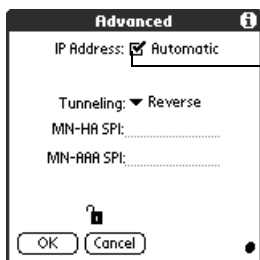 Advanced i
IP Address: Automatic
Tunneling: Reverse
MN-HA SPI:
MN-AAA SPI:
OK Cancel